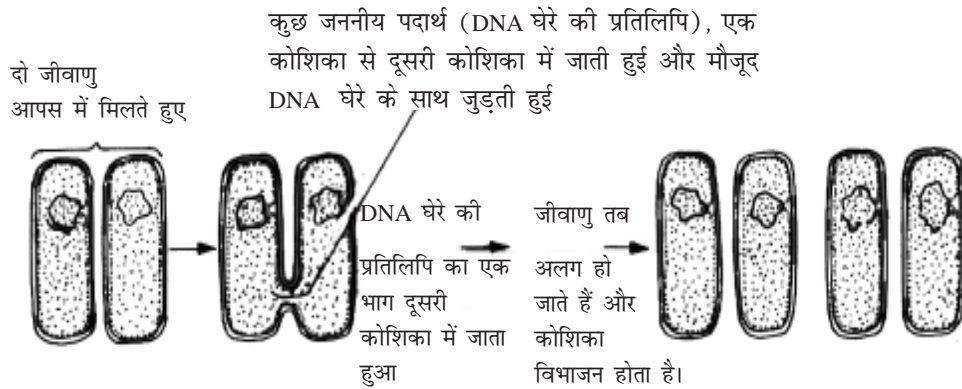 कुछ जननीय पदार्थ (DNA घेरे की प्रतिलिपि), एक
कोशिका से दूसरी कोशिका में जाती हुई और मौजूद
DNA घेरे के साथ जुड़ती हुई
दो जीवाणु
आपस में मिलते हुए
DNA घेरे की
प्रतिलिपि का एक
भाग दूसरी
कोशिका में जाता
हुआ
जीवाणु तब
अलग हो
जाते हैं और
कोशिका
विभाजन होता है।